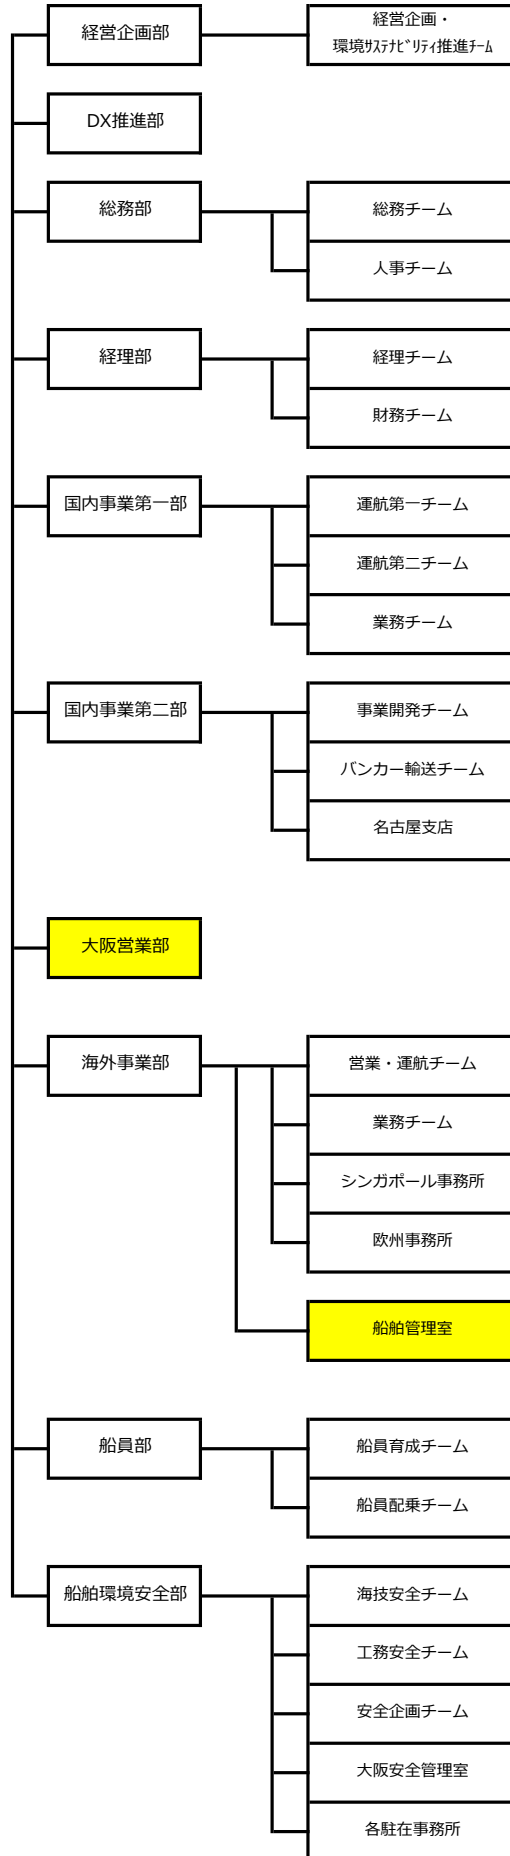 経営企画部
経営企画・
環境ｻｽﾃﾅﾋﾞﾘﾃｨ推進ﾁｰﾑ
DX推進部
総務部
総務チーム
人事チーム
経理部
経理チーム
財務チーム
国内事業第一部
運航第一チーム
運航第二チーム
業務チーム
国内事業第二部
事業開発チーム
バンカー輸送チーム
名古屋支店
大阪営業部
海外事業部
営業・運航チーム
業務チーム
シンガポール事務所
欧州事務所
船舶管理室
船員部
船員育成チーム
船員配乗チーム
船舶環境安全部
海技安全チーム
工務安全チーム
安全企画チーム
大阪安全管理室
各駐在事務所